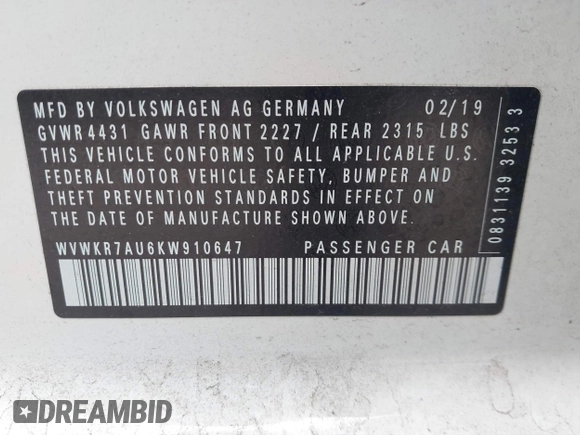 MFD BY VOLKSWAGEN AG GERMANY 02/19
GVWR 4431 GAWR FRONT 2227 / REAR 2315 LBS
THIS VEHICLE CONFORMS TO ALL APPLICABLE U.S.
FEDERAL MOTOR VEHICLE SAFETY, BUMPER AND
THEFT PREVENTION STANDARDS IN EFFECT ON
THE DATE OF MANUFACTURE SHOWN ABOVE.
WVWKR7AU6KW910647 PASSENGER CAR
0831139 3253 3
DREAMBID